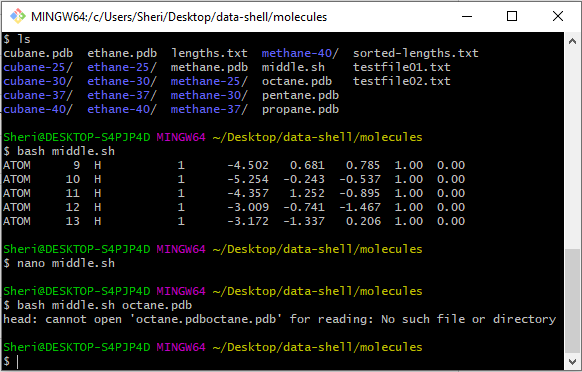 MINGW64:/c/Users/Sheri/Desktop/data-shell/molecules
$ ls
cubane.pdb ethane.pdb lengths.txt methane-40/ sorted-lengths.txt
cubane-25/ ethane-25/ methane.pdb middle.sh testfile01.txt
cubane-30/ ethane-30/ methane-25/ octane.pdb testfile02.txt
cubane-37/ ethane-37/ methane-30/ pentane.pdb
cubane-40/ ethane-40/ methane-37/ propane.pdb
Sheri@DESKTOP-S4PJP4D MINGW64 ~/Desktop/data-shell/molecules
$ bash middle.sh
ATOM 9 H 1 -4.502 0.681 0.785 1.00 0.00
ATOM 10 H 1 -5.254 -0.243 -0.537 1.00 0.00
ATOM 11 H 1 -4.357 1.252 -0.895 1.00 0.00
ATOM 12 H 1 -3.009 -0.741 -1.467 1.00 0.00
ATOM 13 H 1 -3.172 -1.337 0.206 1.00 0.00
Sheri@DESKTOP-S4PJP4D MINGW64 ~/Desktop/data-shell/molecules
$ nano middle.sh
Sheri@DESKTOP-S4PJP4D MINGW64 ~/Desktop/data-shell/molecules
$ bash middle.sh octane.pdb
head: cannot open 'octane.pdboctane.pdb' for reading: No such file or directory
Sheri@DESKTOP-S4PJP4D MINGW64 ~/Desktop/data-shell/molecules
$